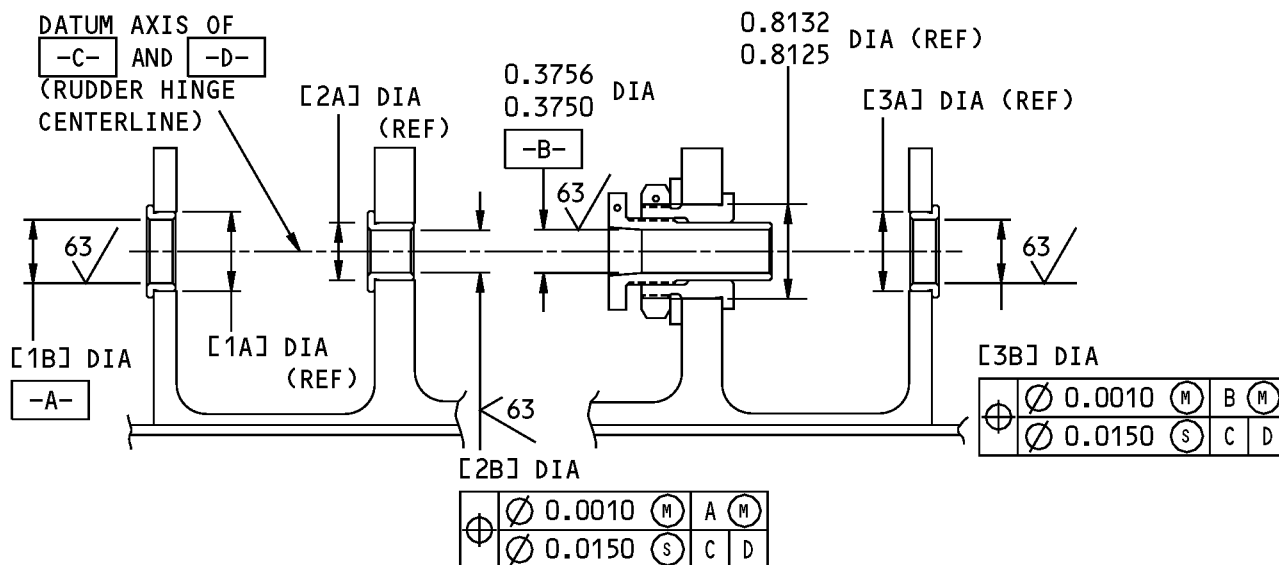 DATUM AXIS OF
-C- AND -D-
(RUDDER HINGE
CENTERLINE)
[2A] DIA
(REF)
0.3756
0.3750 DIA
-B-
0.8132
0.8125 DIA (REF)
[3A] DIA (REF)
63
63
63
[1B] DIA
-A-
[1A] DIA
(REF)
63
[2B] DIA
⌖ ⌀ 0.0010 Ⓜ A Ⓜ
⌀ 0.0150 Ⓢ C D
[3B] DIA
⌖ ⌀ 0.0010 Ⓜ B Ⓜ
⌀ 0.0150 Ⓢ C D